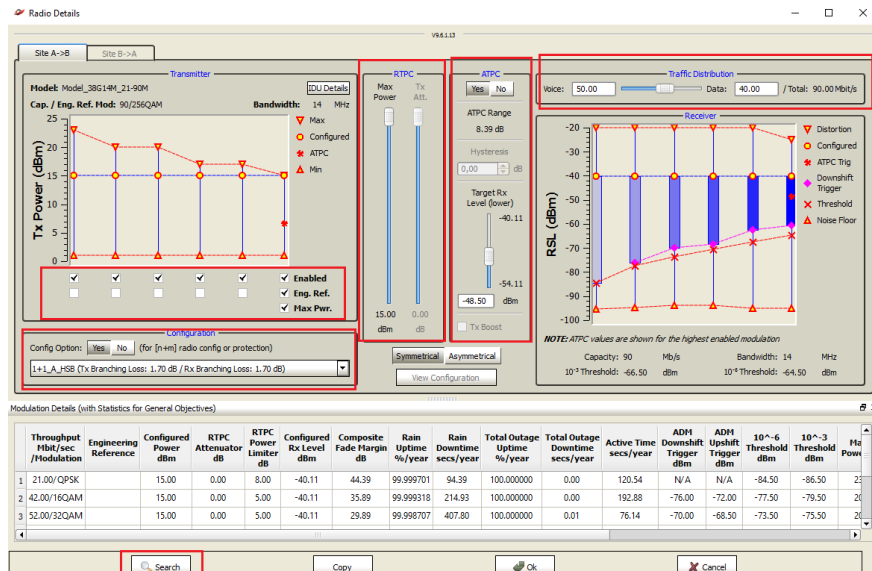 Radio Details
V9.6.1.13
Site A->B
Site B->A
Transmitter
Model: Model_38G14M_21-90M
IDU Details
Cap. / Eng. Ref. Mod: 90/256QAM
Bandwidth: 14 MHz
Tx Power (dBm)
25
20
15
10
5
0
Max
Configured
ATPC
Min
Enabled
Eng. Ref.
Max Pwr.
Configuration
Config Option: Yes No (for [n+m] radio config or protection)
1+1_A_HSB (Tx Branching Loss: 1.70 dB / Rx Branching Loss: 1.70 dB)
RTPC
Max Tx
Power Att.
15.00 0.00
dBm dB
ATPC
Yes No
ATPC Range
8.39 dB
Hysteresis
0,00 dB
Target Rx
Level (lower)
-40.11
-54.11
-48.50 dBm
Tx Boost
Symmetrical Asymmetrical
View Configuration
Traffic Distribution
Voice: 50.00 Data: 40.00 / Total: 90.00 Mbit/s
Receiver
RSL (dBm)
-20
-30
-40
-50
-60
-70
-80
-90
-100
Distortion
Configured
ATPC Trig
Downshift
Trigger
Threshold
Noise Floor
NOTE: ATPC values are shown for the highest enabled modulation
Capacity: 90 Mb/s Bandwidth: 14 MHz
10⁻³ Threshold: -66.50 dBm 10⁻⁶ Threshold: -64.50 dBm
Modulation Details (with Statistics for General Objectives)
Throughput Mbit/sec /Modulation Engineering Reference Configured Power dBm RTPC Attenuator dB RTPC Power Limiter dB Configured Rx Level dBm Composite Fade Margin dB Rain Uptime %/year Rain Downtime secs/year Total Outage Uptime %/year Total Outage Downtime secs/year Active Time secs/year ADM Downshift Trigger dBm ADM Upshift Trigger dBm 10^-6 Threshold dBm 10^-3 Threshold dBm Ma Powe
1 21.00/QPSK 15.00 0.00 8.00 -40.11 44.39 99.999701 94.39 100.000000 0.00 120.54 N/A N/A -84.50 -86.50 23
2 42.00/16QAM 15.00 0.00 5.00 -40.11 35.89 99.999318 214.93 100.000000 0.00 192.88 -76.00 -72.00 -77.50 -79.50 20
3 52.00/32QAM 15.00 0.00 5.00 -40.11 29.89 99.998707 407.80 100.000000 0.01 76.14 -70.00 -68.50 -73.50 -75.50 20
Search
Copy
Ok
Cancel